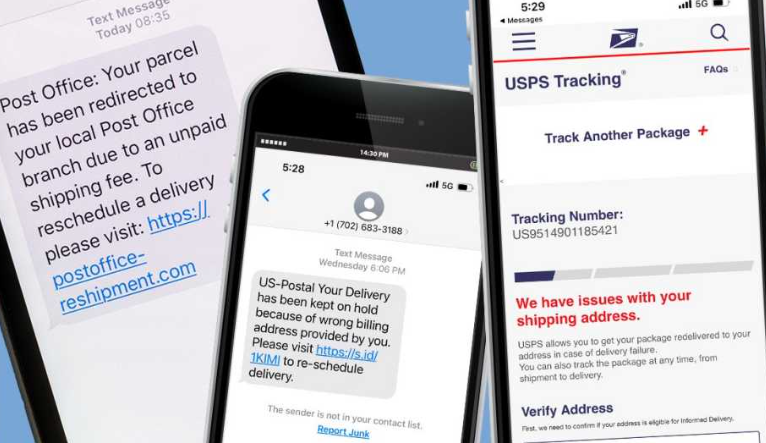 Text Message
Today 08:35
Post Office: Your parcel
has been redirected to
your local Post Office
branch due to an unpaid
shipping fee. To
reschedule a delivery
please visit: https://
postoffice-
reshipment.com
14:30 PM
5:28
5G
+1 (702) 683-3188
Text Message
Wednesday 6:06 PM
US-Postal Your Delivery
has been kept on hold
because of wrong billing
address provided by you.
Please visit https://s.id/
1KIMI to re-schedule
delivery.
The sender is not in your contact list.
Report Junk
5:29
5G
Messages
USPS Tracking®
FAQs
Track Another Package +
Tracking Number:
US9514901185421
We have issues with your
shipping address.
USPS allows you to get your package redelivered to your
address in case of delivery failure.
You can also track the package at any time, from
shipment to delivery.
Verify Address
First, we need to confirm if your address is eligible for Informed Delivery.